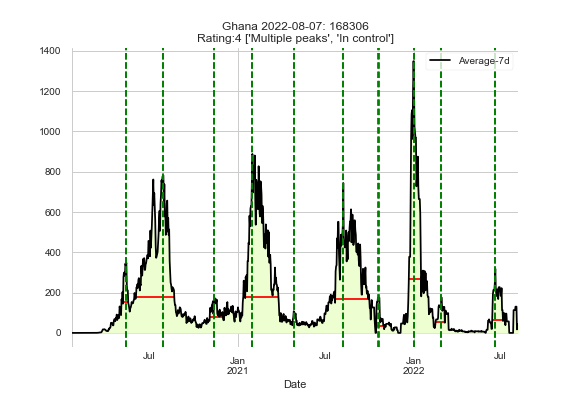 Ghana 2022-08-07: 168306
Rating:4 ['Multiple peaks', 'In control']
1400
1200
1000
800
600
400
200
0
Average-7d
Jul
Jan
2021
Jul
Jan
2022
Jul
Date